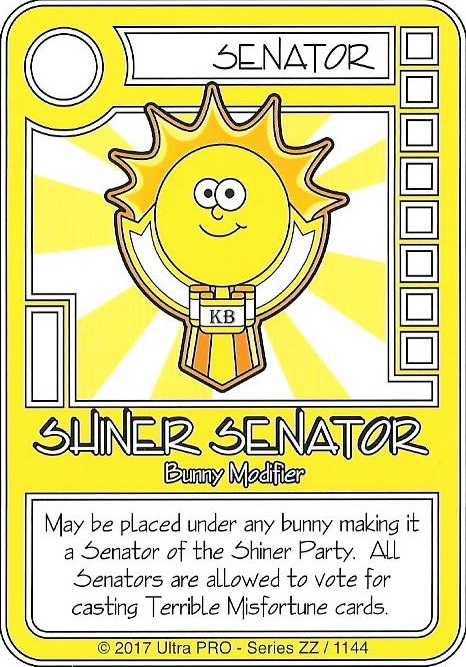 SENATOR
KB
SHINER SENATOR
Bunny Modifier
May be placed under any bunny making it
a Senator of the Shiner Party. All
Senators are allowed to vote for
casting Terrible Misfortune cards.
© 2017 Ultra PRO - Series ZZ / 1144